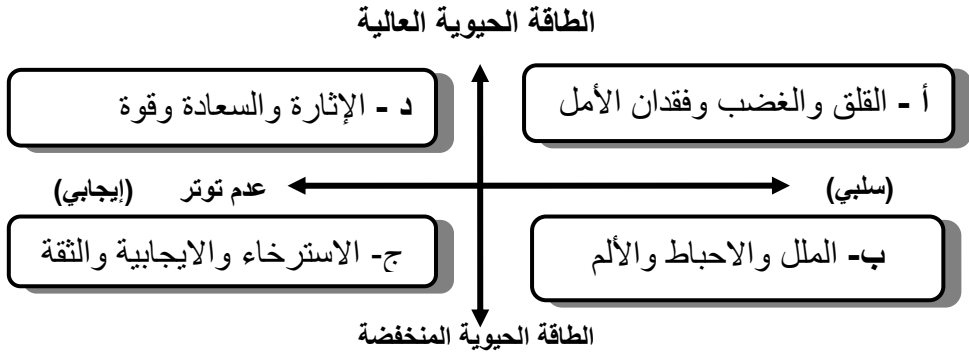 الطاقة الحيوية العالية
أ - القلق والغضب وفقدان الأمل
د - الإثارة والسعادة وقوة
(سلبي)
عدم توتر (إيجابي)
ب- الملل والاحباط والألم
ج- الاسترخاء والايجابية والثقة
الطاقة الحيوية المنخفضة